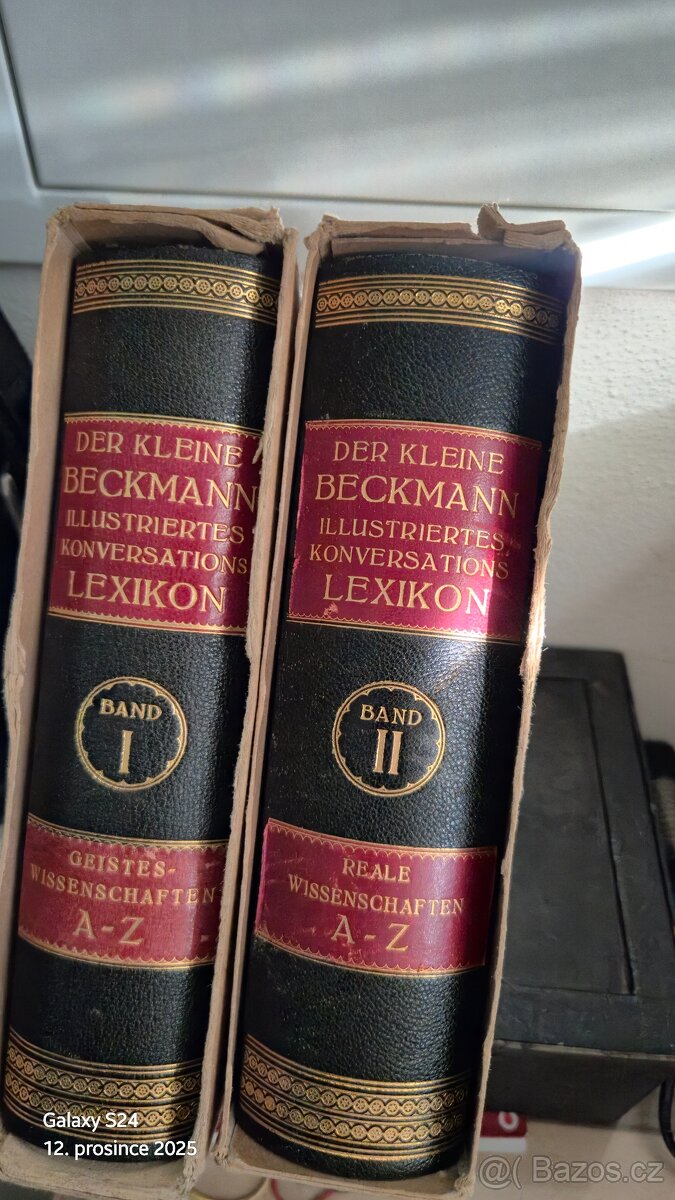 DER KLEINE
BECKMANN
ILLUSTRIERTES
KONVERSATIONS
LEXIKON
BAND
I
GEISTES-
WISSENSCHAFTEN
A-Z
DER KLEINE
BECKMANN
ILLUSTRIERTES
KONVERSATIONS
LEXIKON
BAND
II
REALE
WISSENSCHAFTEN
A-Z
Galaxy S24
12. prosince 2025
@( Bazos.cz